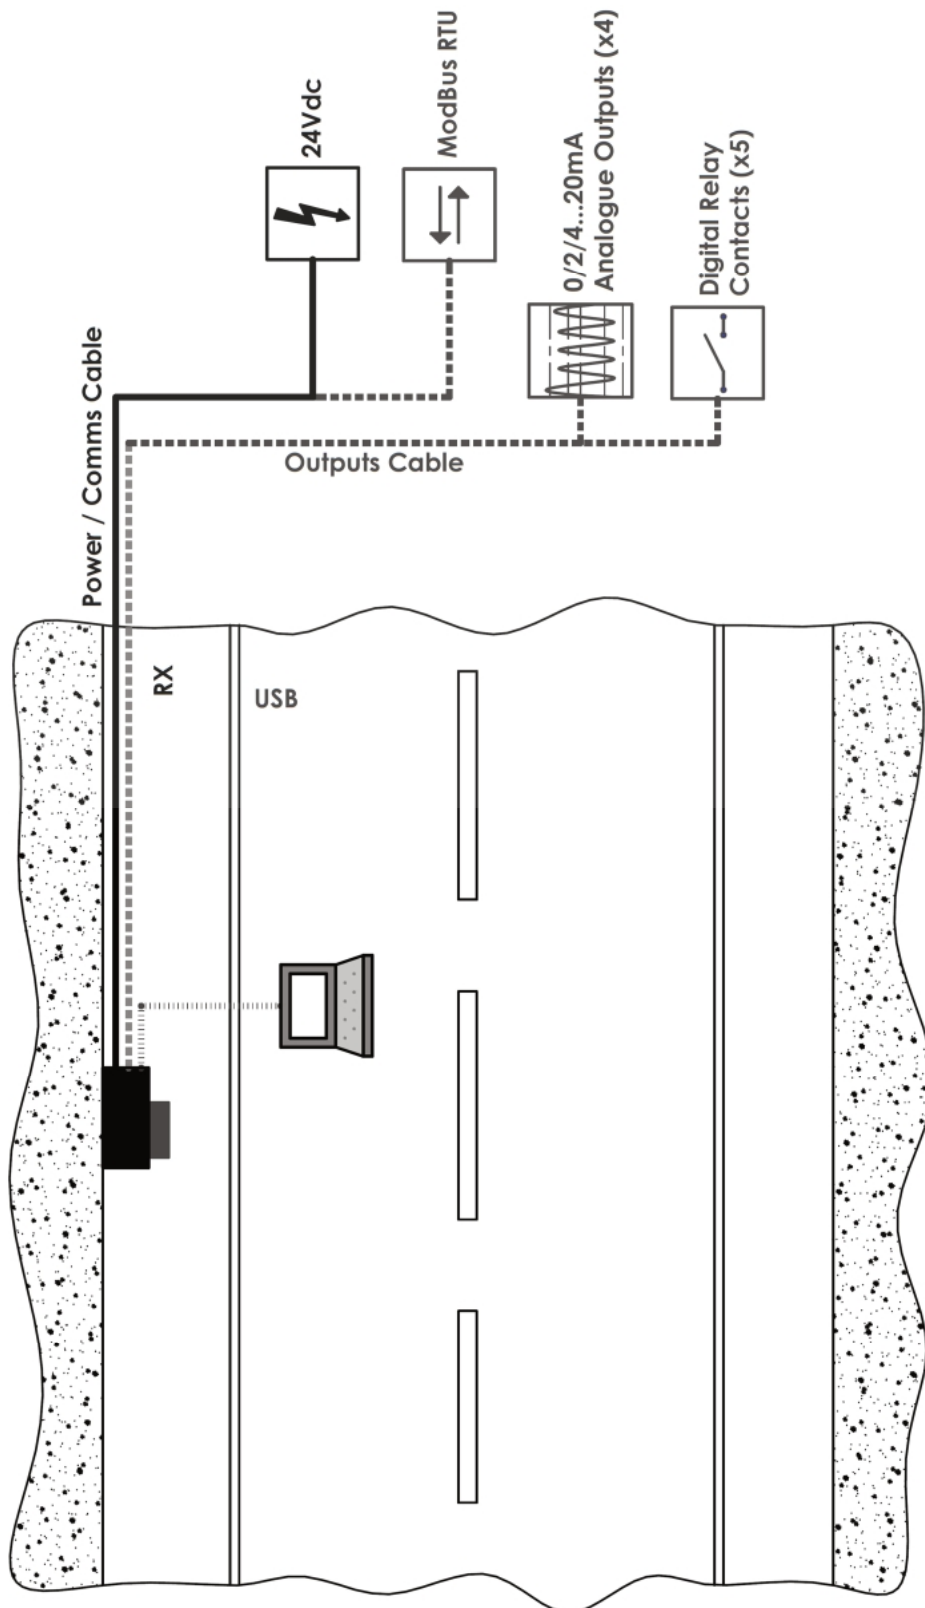 24Vdc
ModBus RTU
0/2/4...20mA
Analogue Outputs (x4)
Digital Relay
Contacts (x5)
Power / Comms Cable
Outputs Cable
RX
USB